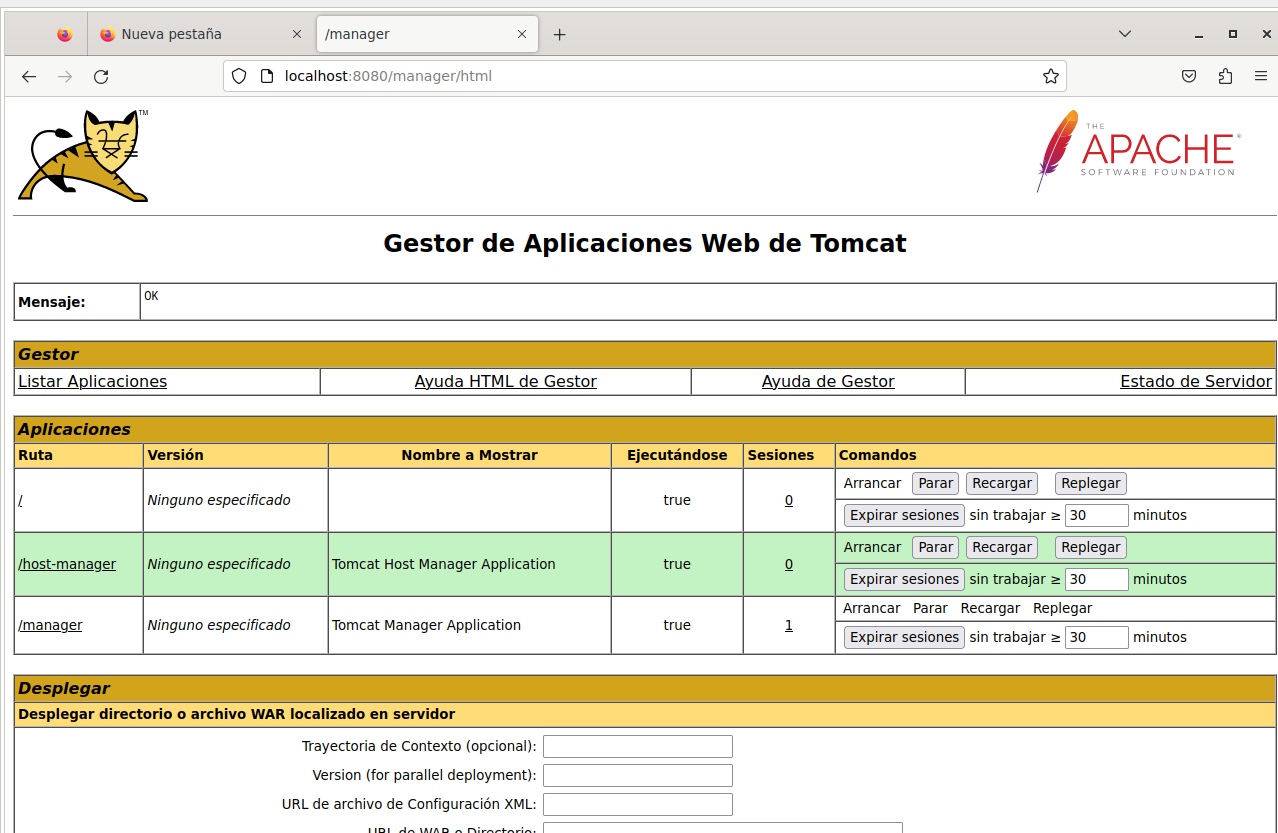 Nueva pestaña
/manager
localhost:8080/manager/html
TM
THE
APACHE®
SOFTWARE FOUNDATION
Gestor de Aplicaciones Web de Tomcat
Mensaje: OK
Gestor
Listar Aplicaciones Ayuda HTML de Gestor Ayuda de Gestor Estado de Servidor
Aplicaciones
Ruta Versión Nombre a Mostrar Ejecutándose Sesiones Comandos
/ Ninguno especificado true 0 Arrancar Parar Recargar Replegar
Expirar sesiones sin trabajar ≥ 30 minutos
/host-manager Ninguno especificado Tomcat Host Manager Application true 0 Arrancar Parar Recargar Replegar
Expirar sesiones sin trabajar ≥ 30 minutos
/manager Ninguno especificado Tomcat Manager Application true 1 Arrancar Parar Recargar Replegar
Expirar sesiones sin trabajar ≥ 30 minutos
Desplegar
Desplegar directorio o archivo WAR localizado en servidor
Trayectoria de Contexto (opcional):
Version (for parallel deployment):
URL de archivo de Configuración XML:
URL de WAR o Directorio: